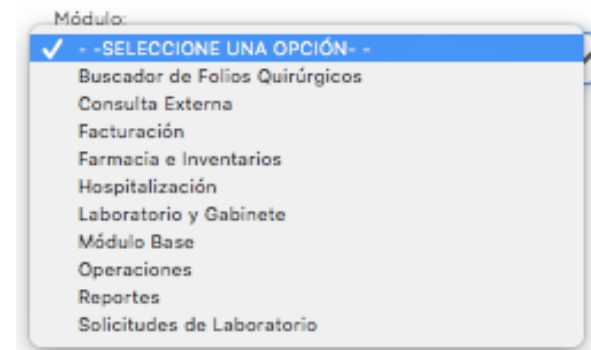 Módulo:
✓ - -SELECCIONE UNA OPCIÓN- -
Buscador de Folios Quirúrgicos
Consulta Externa
Facturación
Farmacia e Inventarios
Hospitalización
Laboratorio y Gabinete
Módulo Base
Operaciones
Reportes
Solicitudes de Laboratorio